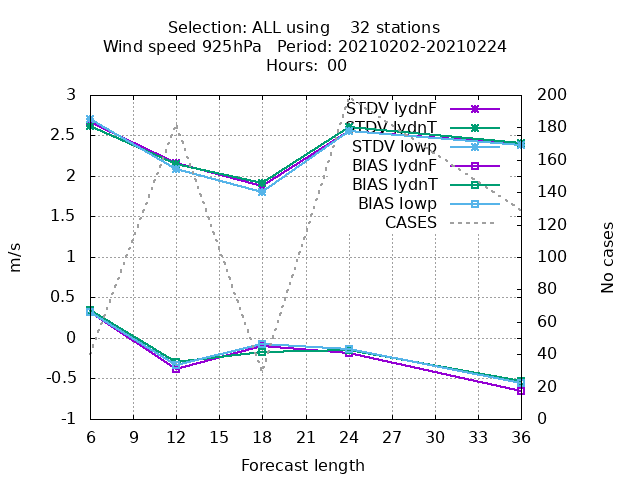 Selection: ALL using    32 stations
Wind speed 925hPa   Period: 20210202-20210224
Hours: 00
STDV lydnF
STDV lydnT
STDV lowp
BIAS lydnF
BIAS lydnT
BIAS lowp
CASES
3
2.5
2
1.5
1
0.5
0
-0.5
-1
m/s
200
180
160
140
120
100
80
60
40
20
0
No cases
6 9 12 15 18 21 24 27 30 33 36
Forecast length